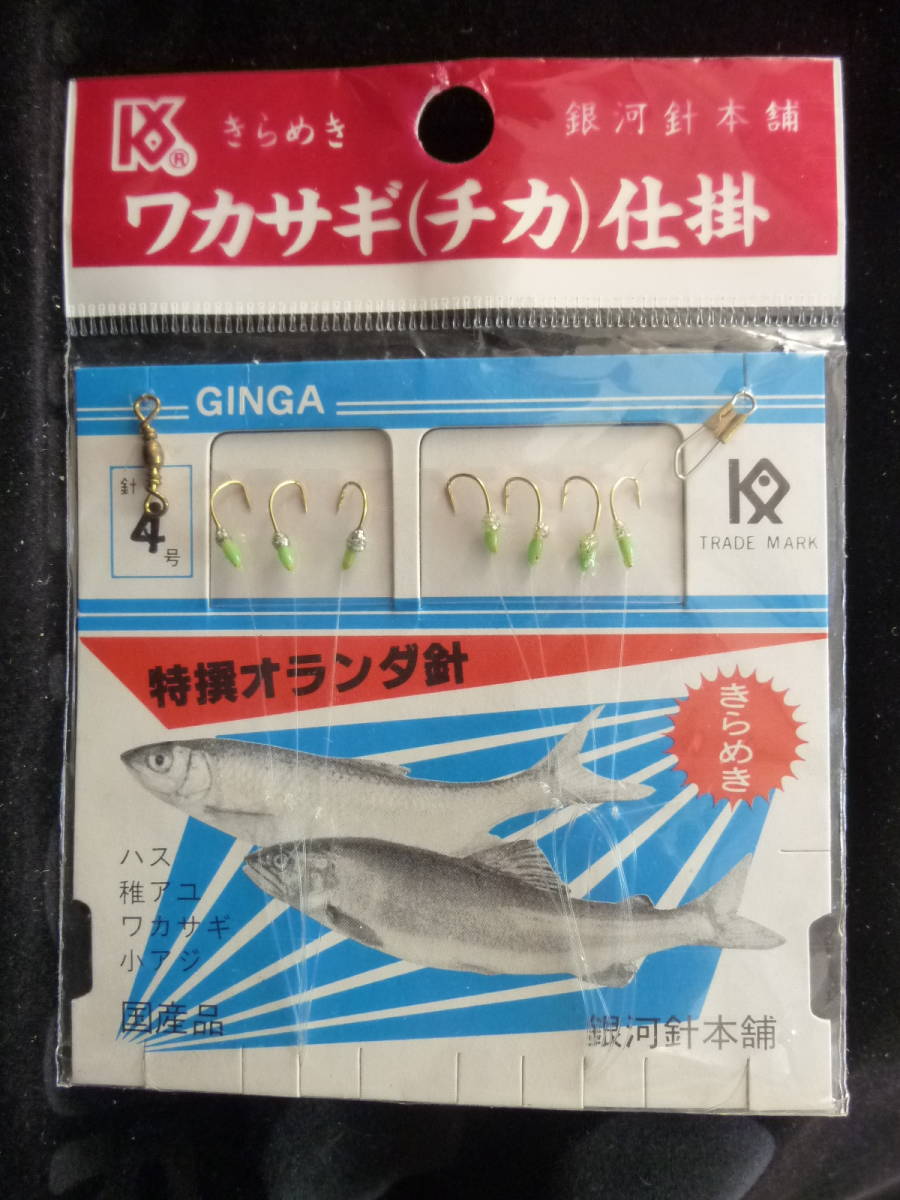 きらめき
銀河針本舗
®
ワカサギ(チカ)仕掛
GINGA
針
4
号
TRADE MARK
特撰オランダ針
きらめき
ハス
稚アユ
ワカサギ
小アジ
国産品
銀河針本舗